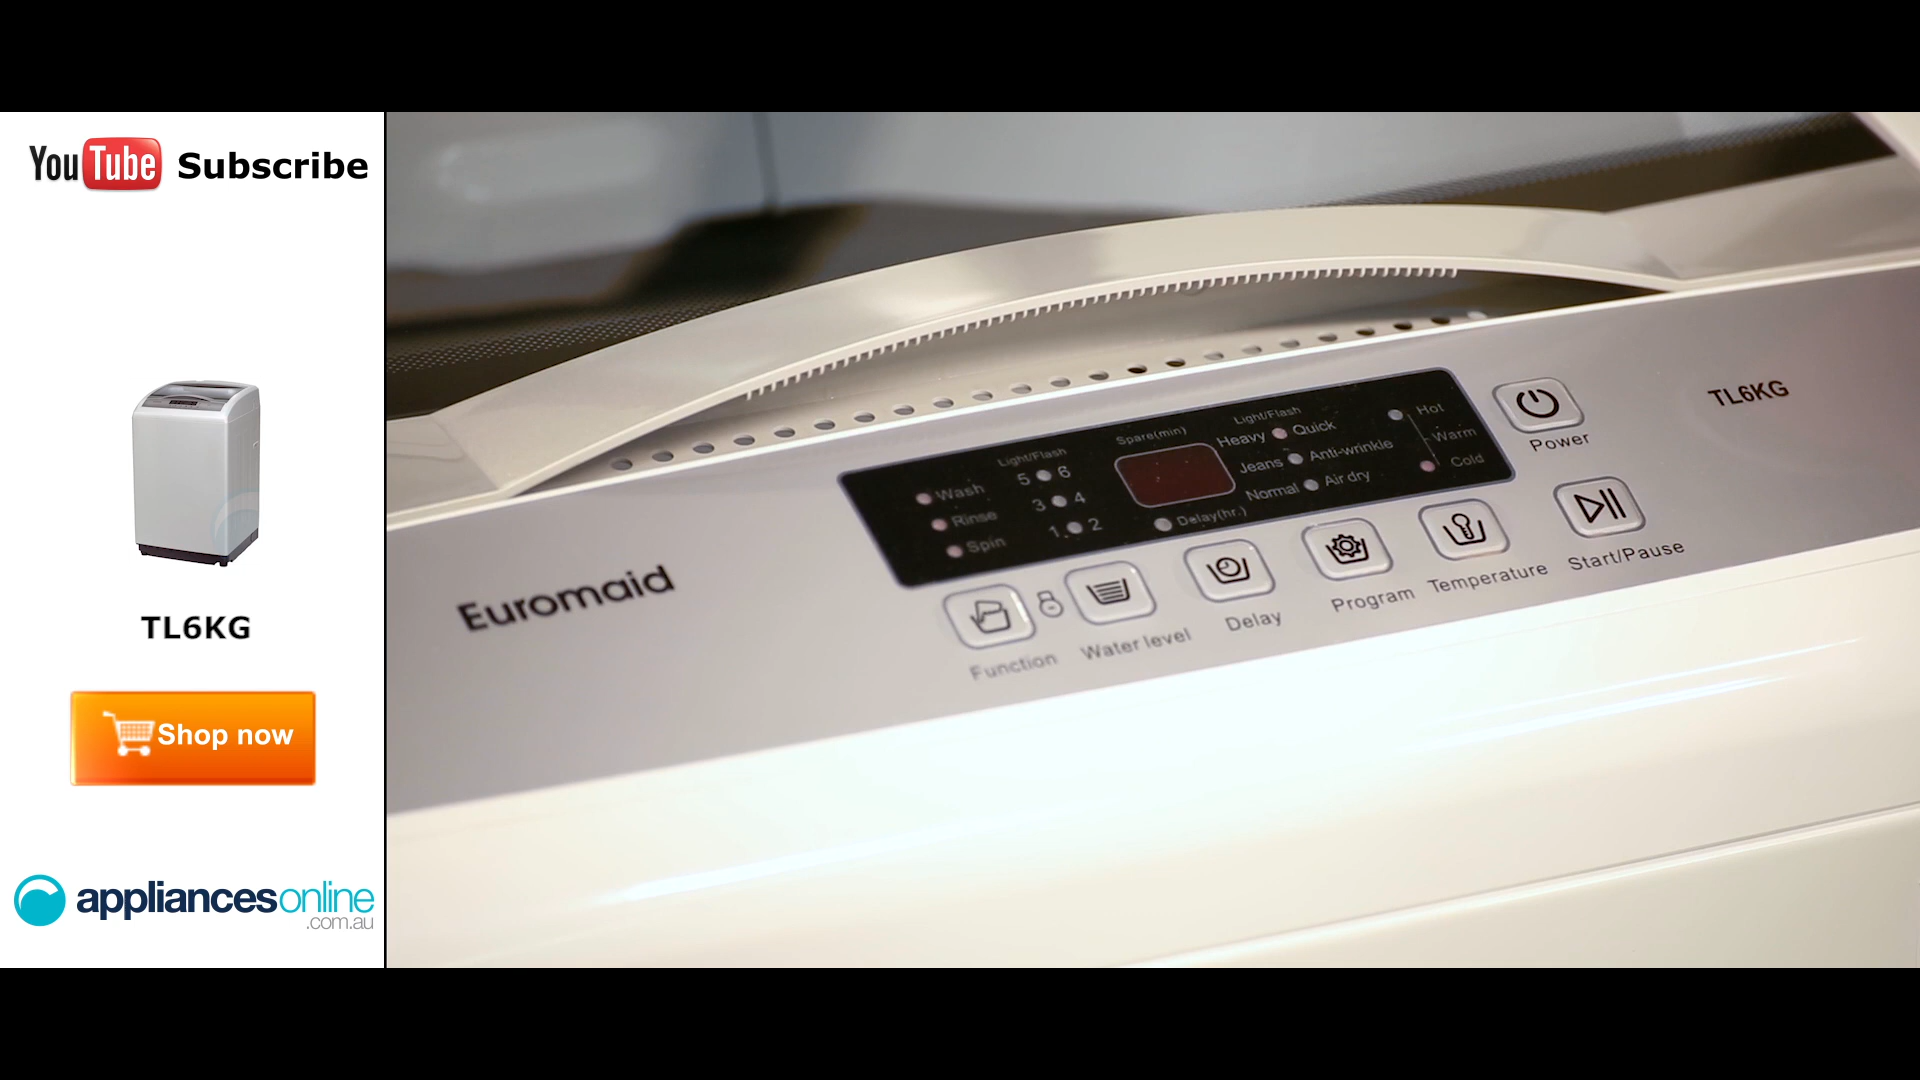 YouTube Subscribe
TL6KG
Shop now
appliancesonline
.com.au
Euromaid
TL6KG
Wash
Rinse
Spin
Light/Flash
5 6
3 4
1 2
Spare(min)
Delay(hr.)
Light/Flash
Heavy Quick
Jeans Anti-wrinkle
Normal Air dry
Hot
Warm
Cold
Power
Function
Water level
Delay
Program
Temperature
Start/Pause